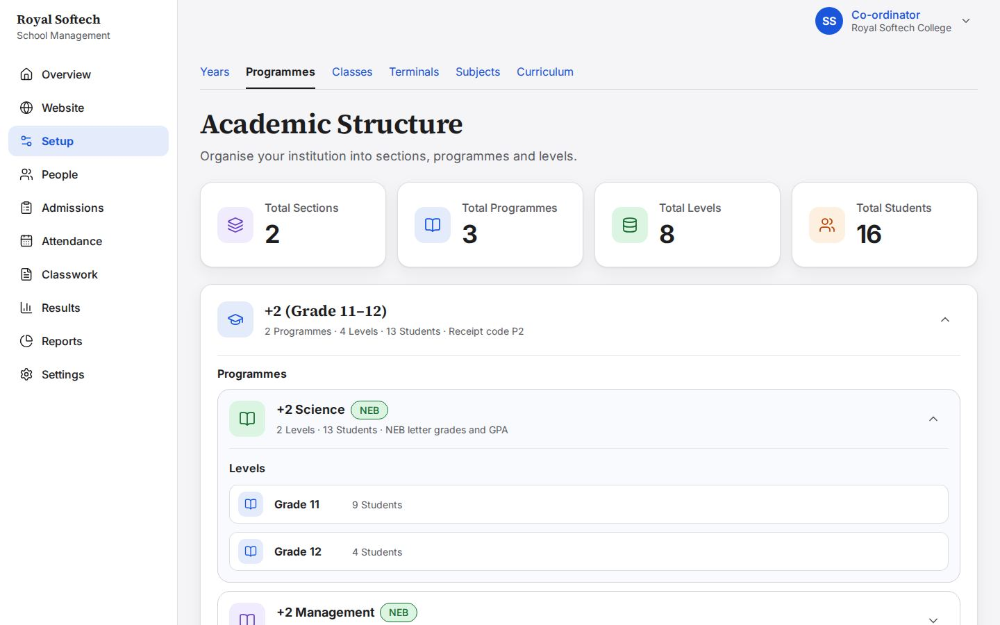 Royal Softech
School Management
Overview
Website
Setup
People
Admissions
Attendance
Classwork
Results
Reports
Settings
SS
Co-ordinator
Royal Softech College
Years Programmes Classes Terminals Subjects Curriculum
Academic Structure
Organise your institution into sections, programmes and levels.
Total Sections
2
Total Programmes
3
Total Levels
8
Total Students
16
+2 (Grade 11–12)
2 Programmes · 4 Levels · 13 Students · Receipt code P2
Programmes
+2 Science NEB
2 Levels · 13 Students · NEB letter grades and GPA
Levels
Grade 11 9 Students
Grade 12 4 Students
+2 Management NEB